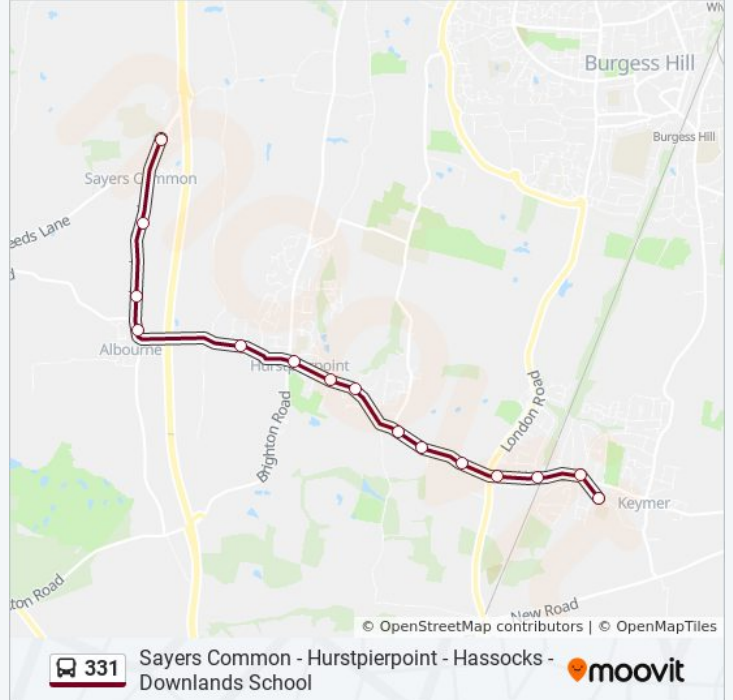 Wi
Burgess Hill
Burgess Hill
Sayers Common
eeds Lane
d
Albourne
Hurstpierpoint
Brighton Road
London Road
Keymer
ton Road
New Road
© OpenStreetMap contributors | © OpenMapTiles
331
Sayers Common - Hurstpierpoint - Hassocks -
Downlands School
moovit